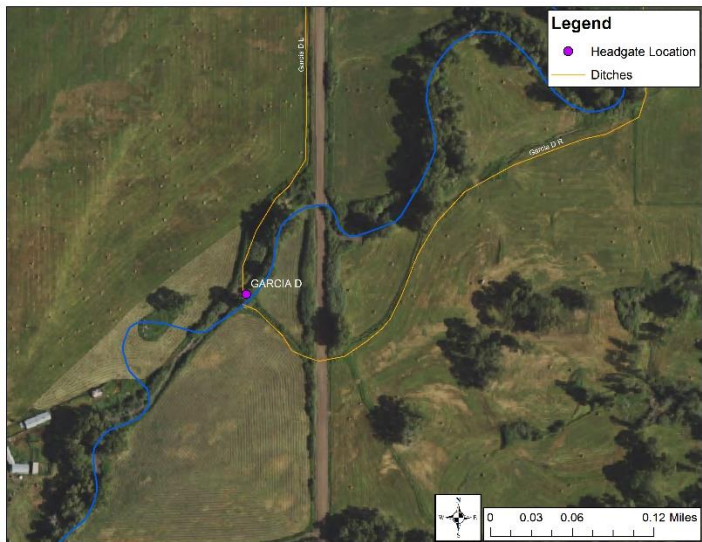 Legend
Headgate Location
Ditches
Garcia D L
Garcia D R
GARCIA D
N
W
E
S
0 0.03 0.06 0.12 Miles